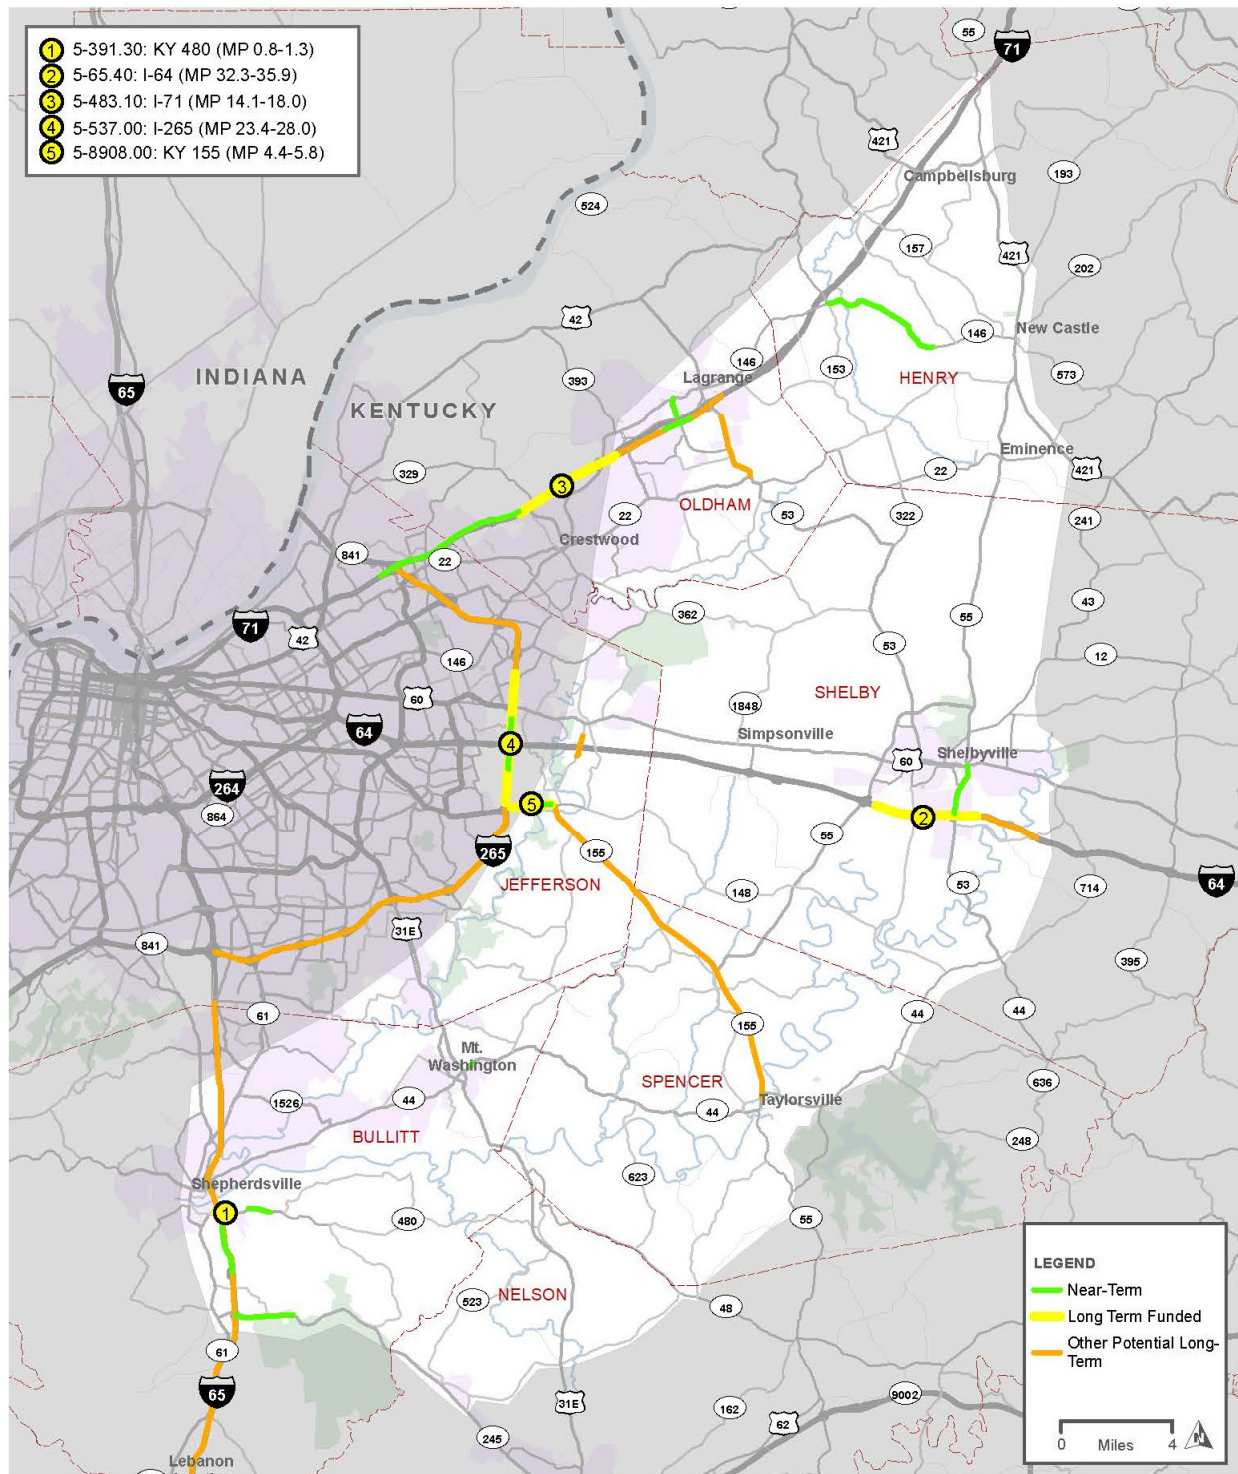 1 5-391.30: KY 480 (MP 0.8-1.3)
2 5-65.40: I-64 (MP 32.3-35.9)
3 5-483.10: I-71 (MP 14.1-18.0)
4 5-537.00: I-265 (MP 23.4-28.0)
5 5-8908.00: KY 155 (MP 4.4-5.8)
55
71
421
Campbellsburg
193
524
157
421
202
42
146
New Castle
INDIANA
65
KENTUCKY
393
Lagrange
146
153
HENRY
573
Eminence
329
22
421
3
22
OLDHAM
53
322
241
Crestwood
841
22
71
42
362
55
43
146
53
12
60
SHELBY
1848
64
4
Simpsonville
60
Shelbyville
264
864
5
2
265
155
55
JEFFERSON
148
53
714
64
31E
841
395
61
155
44
44
Mt.
Washington
SPENCER
636
1526
44
44
Taylorsville
BULLITT
248
623
Shepherdsville
1
480
55
NELSON
523
48
61
65
31E
162
62
9002
245
Lebanon
LEGEND
Near-Term
Long Term Funded
Other Potential Long-
Term
0 Miles 4
N